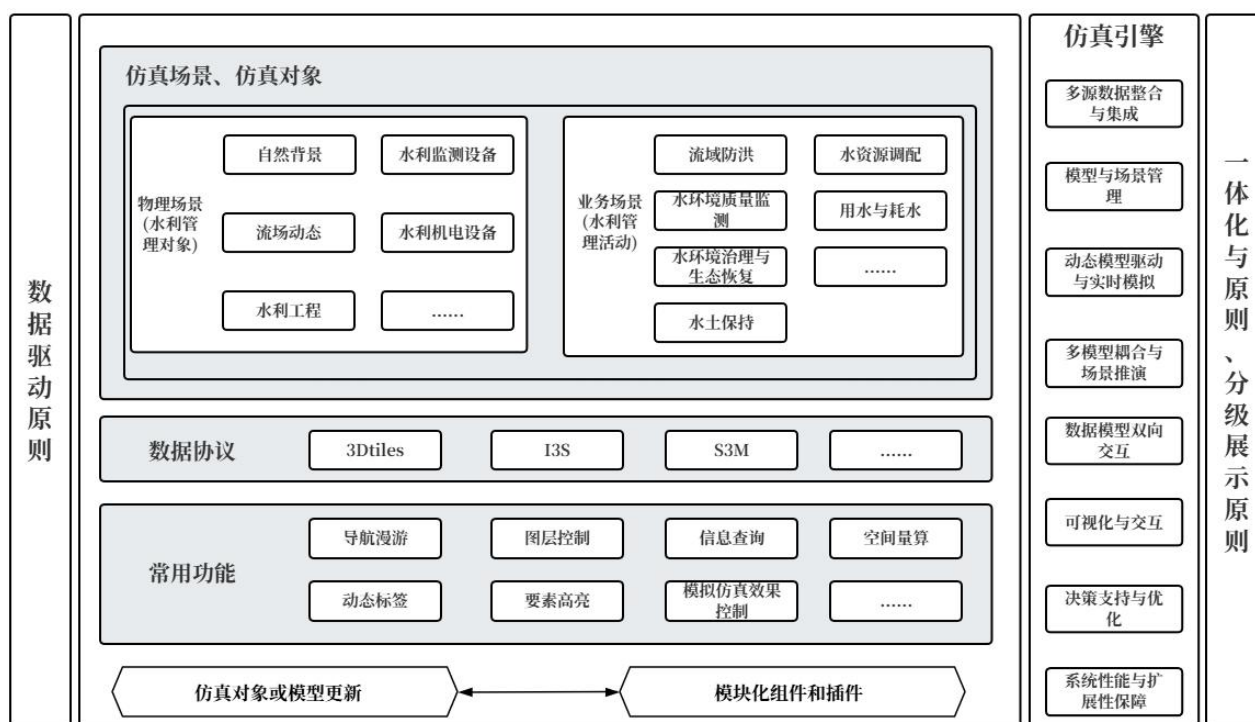 数据驱动原则
仿真场景、仿真对象
物理场景
(水利管
理对象)
自然背景
水利监测设备
流场动态
水利机电设备
水利工程
......
业务场景
(水利管
理活动)
流域防洪
水资源调配
水环境质量监
测
用水与耗水
水环境治理与
生态恢复
......
水土保持
数据协议
3Dtiles
I3S
S3M
......
常用功能
导航漫游
图层控制
信息查询
空间量算
动态标签
要素高亮
模拟仿真效果
控制
......
仿真对象或模型更新
模块化组件和插件
仿真引擎
多源数据整合
与集成
模型与场景管
理
动态模型驱动
与实时模拟
多模型耦合与
场景推演
数据模型双向
交互
可视化与交互
决策支持与优
化
系统性能与扩
展性保障
一体化与原则、分级展示原则